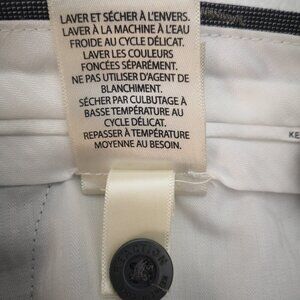 LAVER ET SÉCHER À L'ENVERS.
LAVER À LA MACHINE À L'EAU
FROIDE AU CYCLE DÉLICAT.
LAVER LES COULEURS
FONCÉES SÉPARÉMENT.
NE PAS UTILISER D'AGENT DE
BLANCHIMENT.
SÉCHER PAR CULBUTAGE À
BASSE TEMPÉRATURE AU
CYCLE DÉLICAT.
REPASSER À TEMPÉRATURE
MOYENNE AU BESOIN.
KE